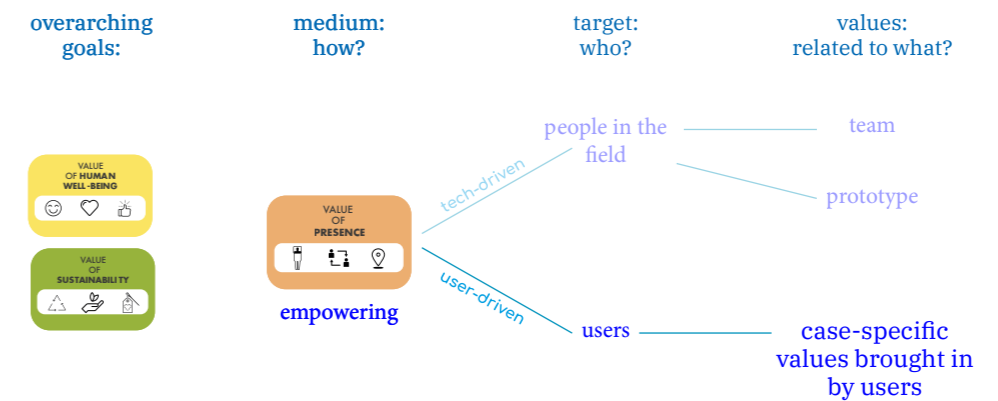 overarching
goals:
medium:
how?
target:
who?
values:
related to what?
VALUE
OF HUMAN
WELL-BEING
VALUE
OF
SUSTAINABILITY
VALUE
OF
PRESENCE
empowering
tech-driven
user-driven
people in the
field
users
team
prototype
case-specific
values brought in
by users